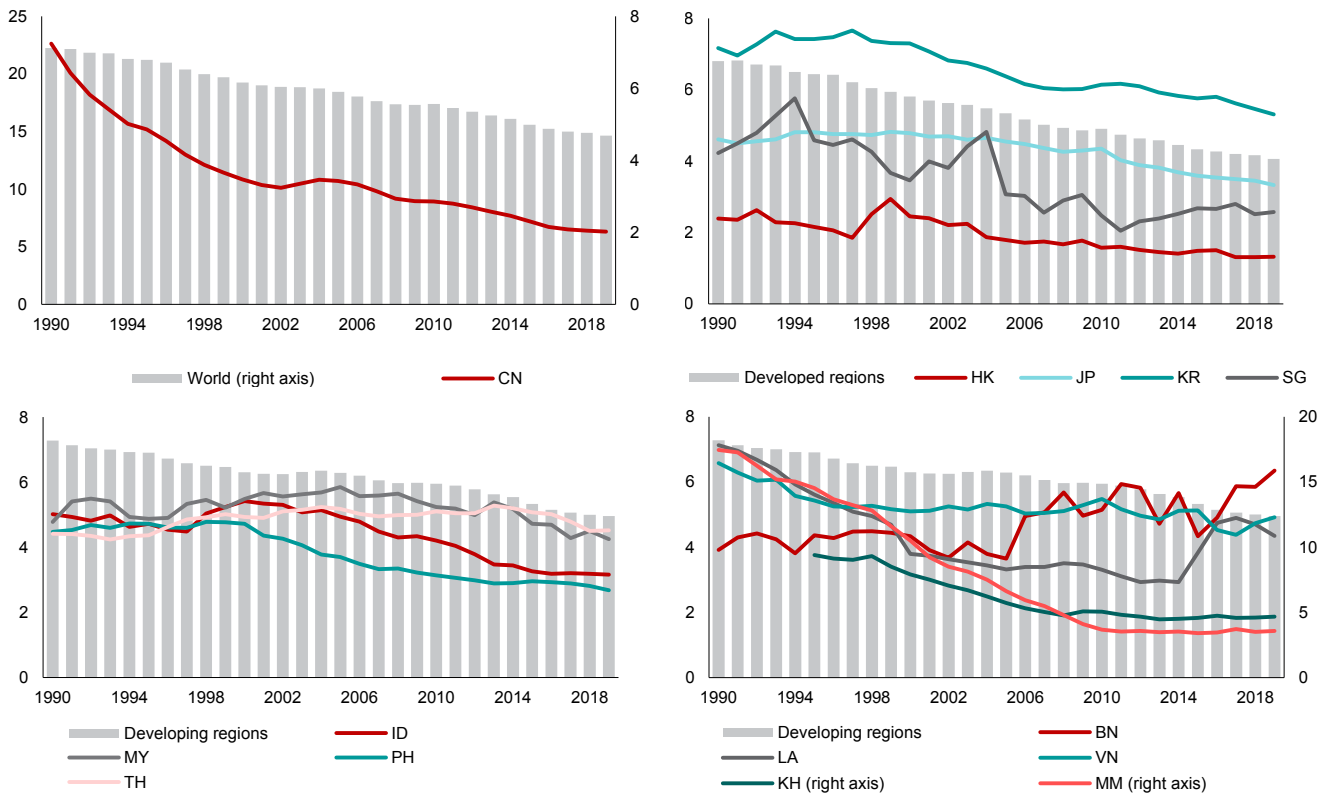 25
20
15
10
5
0
8
6
4
2
0
1990 1994 1998 2002 2006 2010 2014 2018
World (right axis) CN
8
6
4
2
0
1990 1994 1998 2002 2006 2010 2014 2018
Developed regions HK JP KR SG
8
6
4
2
0
1990 1994 1998 2002 2006 2010 2014 2018
Developing regions ID
MY PH
TH
8
6
4
2
0
20
15
10
5
0
1990 1994 1998 2002 2006 2010 2014 2018
Developing regions BN
LA VN
KH (right axis) MM (right axis)